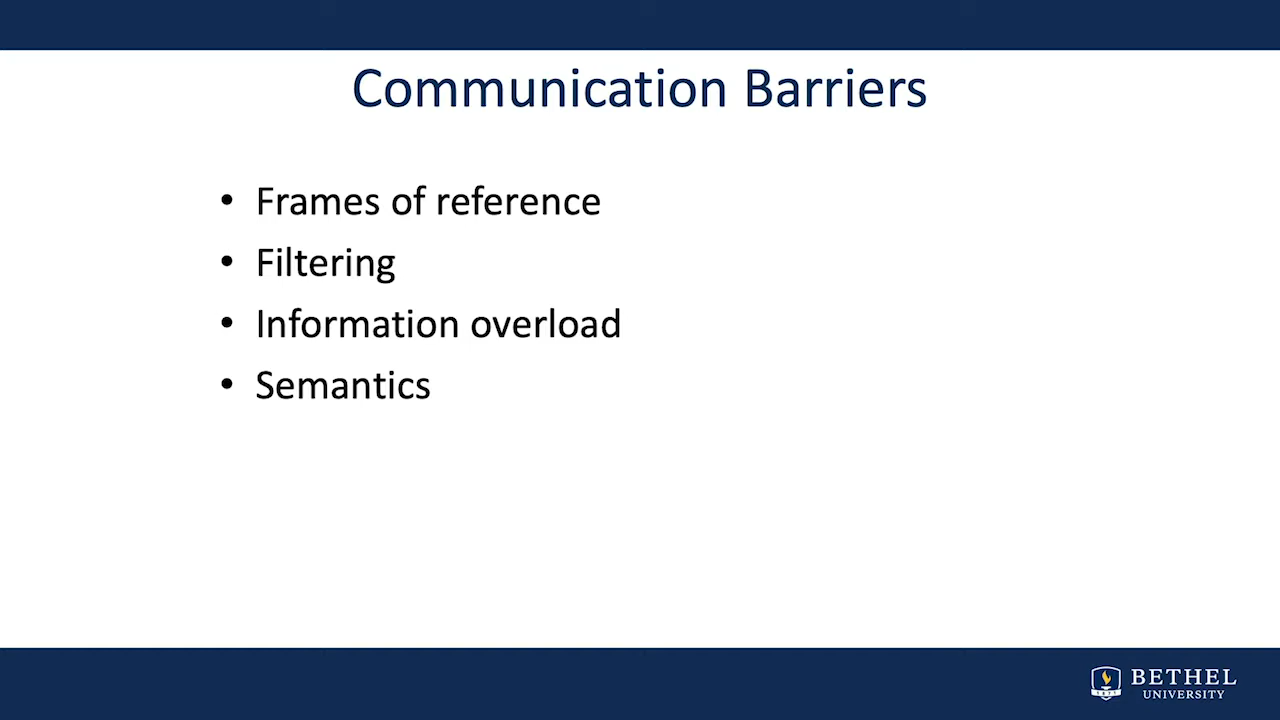 Communication Barriers
• Frames of reference
• Filtering
• Information overload
• Semantics
BETHEL
UNIVERSITY